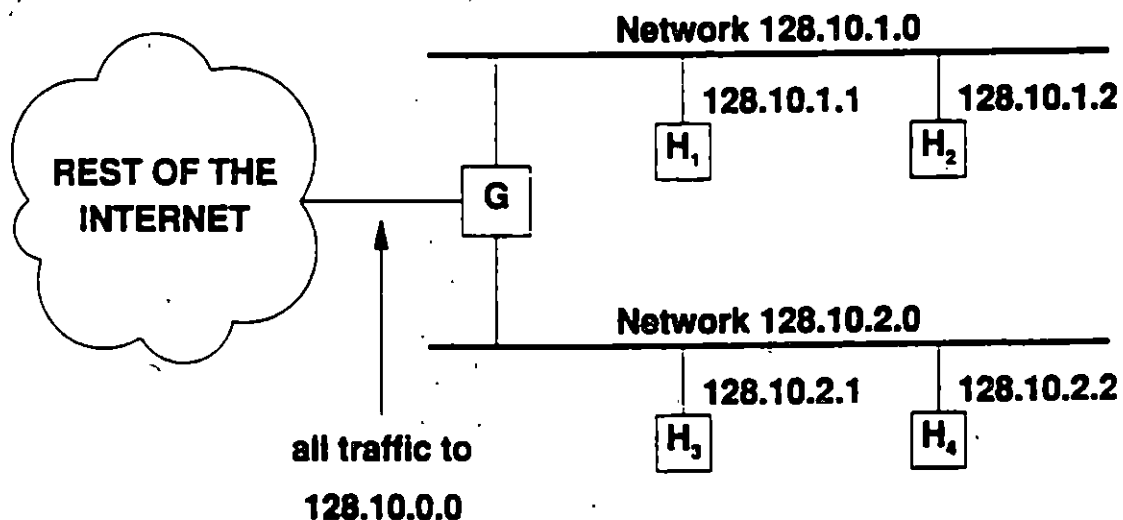 Network 128.10.1.0
128.10.1.1
128.10.1.2
H₁
H₂
REST OF THE
INTERNET
G
Network 128.10.2.0
128.10.2.1
128.10.2.2
H₃
H₄
all traffic to
128.10.0.0